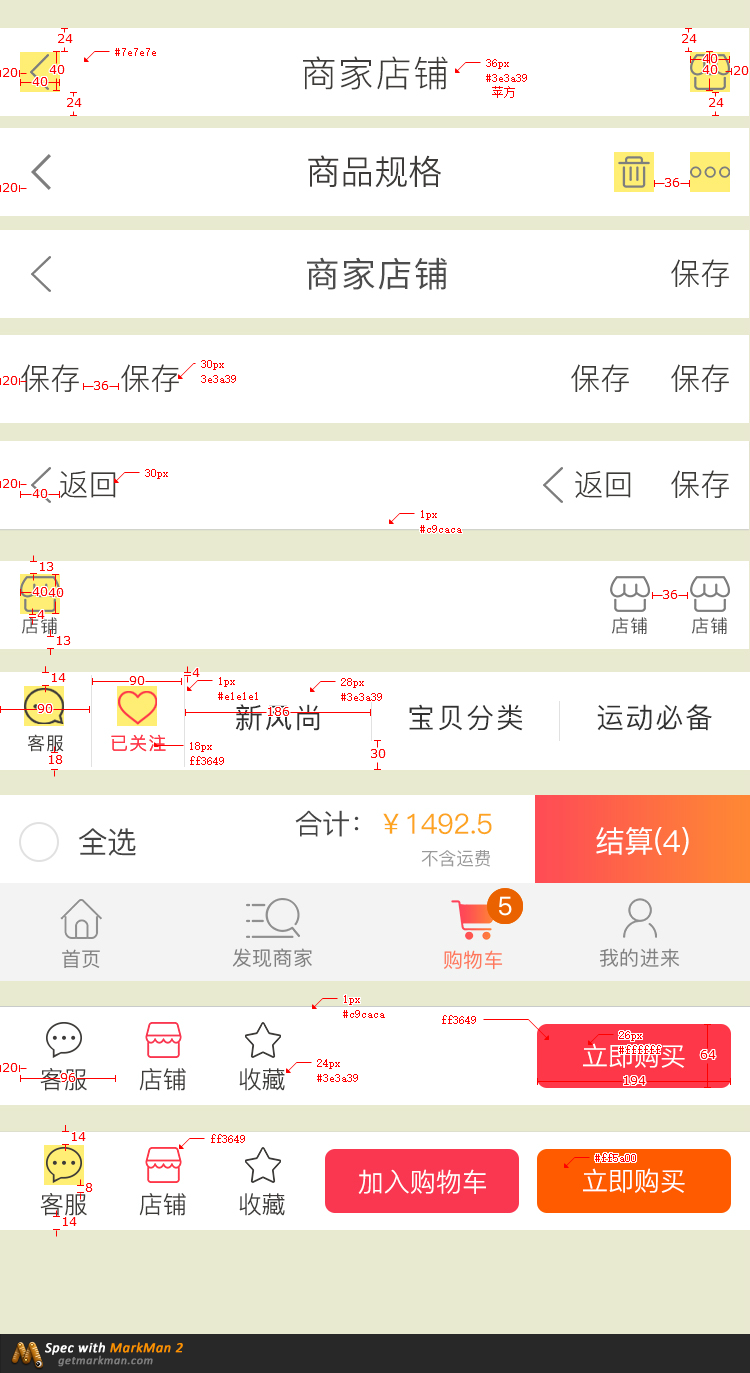 24
24
#7e7e7e
商家店铺
36px
#3e3a39
苹方
20
40
40
24
40
40
20
24
商品规格
20
36
商家店铺
保存
20
保存
36
保存
30px
3e3a39
保存
保存
20
40
返回
30px
返回
保存
1px
#c9caca
13
40
40
4
店铺
13
36
店铺
店铺
14
90
客服
18
90
已关注
4
1px
#e1e1e1
18px
ff3649
28px
#3e3a39
186
新风尚
30
宝贝分类
运动必备
全选
合计：
￥1492.5
不含运费
结算(4)
首页
发现商家
5
购物车
我的进来
1px
#c9caca
ff3649
20
96
客服
店铺
收藏
24px
#3e3a39
26px
#ffffff
立即购买
64
194
14
8
客服
14
店铺
ff3649
收藏
加入购物车
#ff5a00
立即购买
Spec with MarkMan 2
getmarkman.com